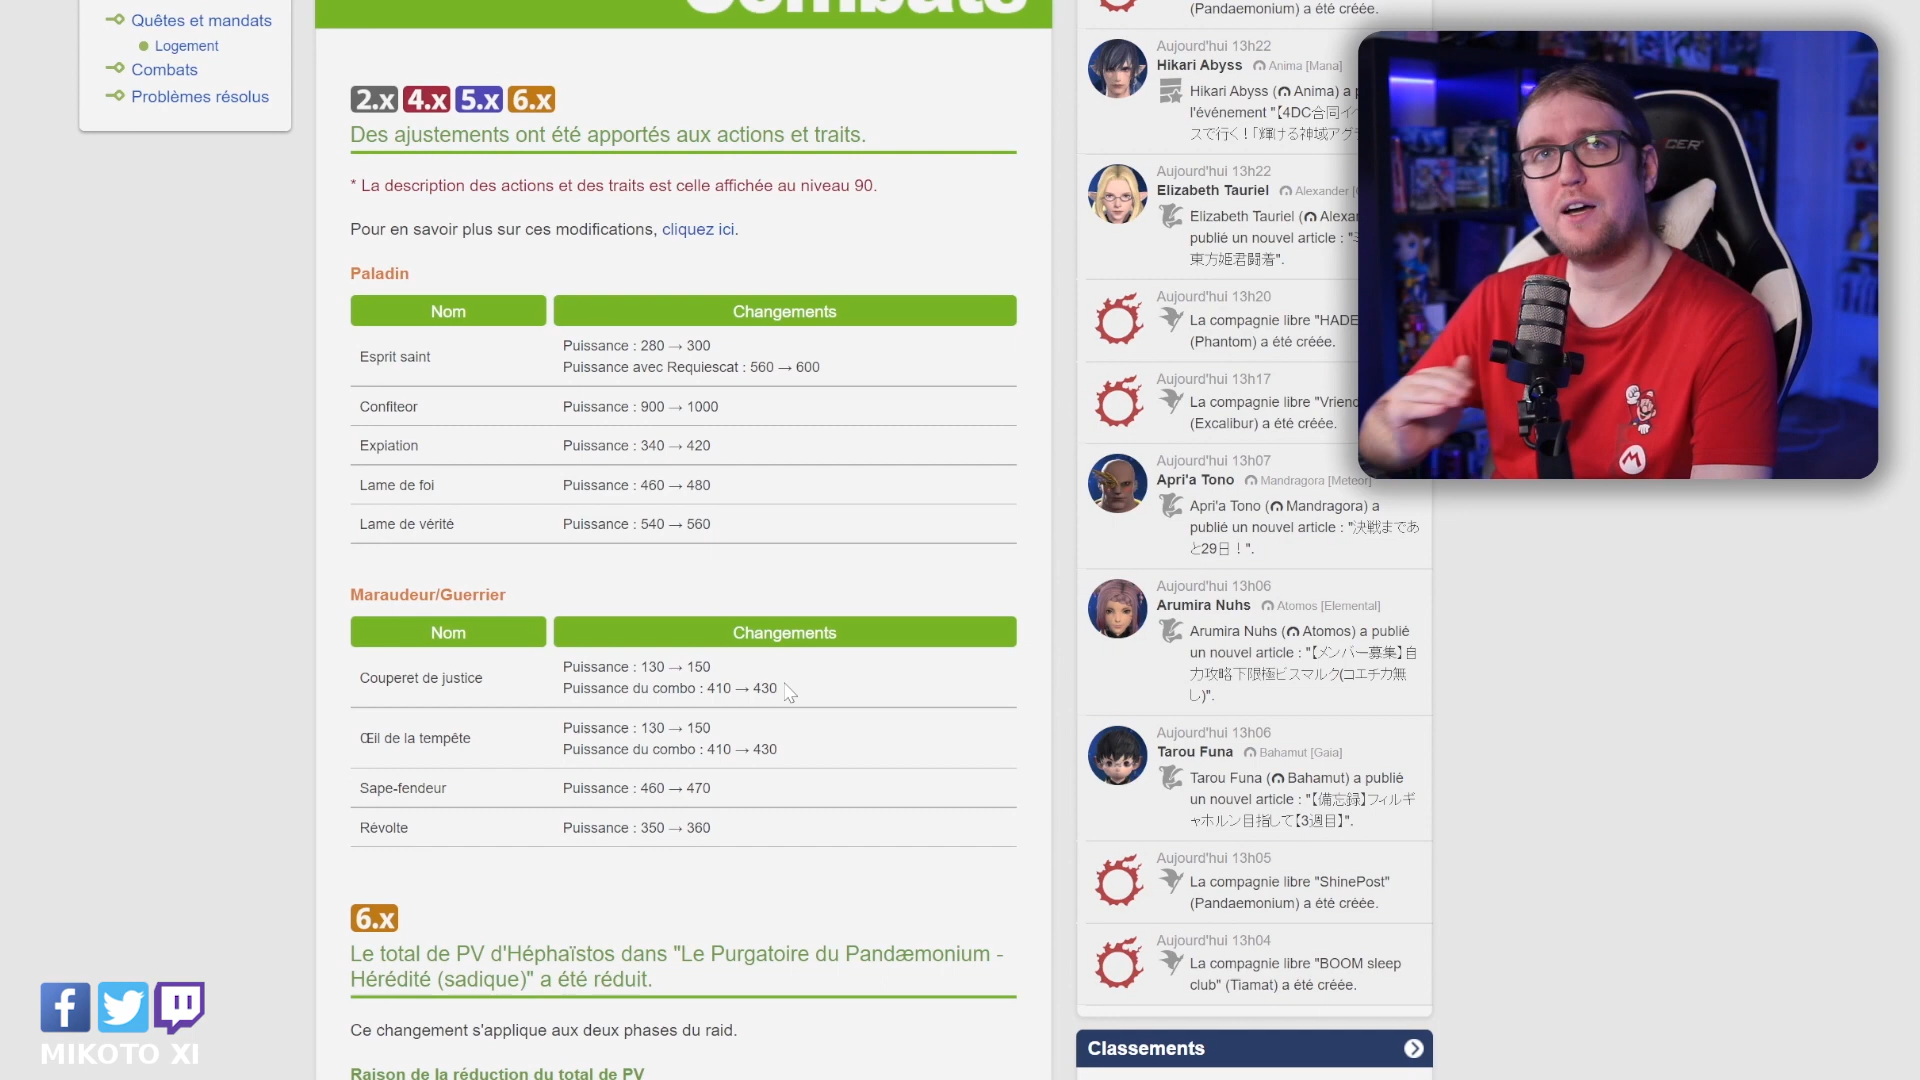 Quêtes et mandats
Logement
Combats
Problèmes résolus
2.x 4.x 5.x 6.x
Des ajustements ont été apportés aux actions et traits.
* La description des actions et des traits est celle affichée au niveau 90.
Pour en savoir plus sur ces modifications, cliquez ici.
Paladin
Nom Changements
Esprit saint
Puissance : 280 → 300
Puissance avec Requiescat : 560 → 600
Confiteor Puissance : 900 → 1000
Expiation Puissance : 340 → 420
Lame de foi Puissance : 460 → 480
Lame de vérité Puissance : 540 → 560
Maraudeur/Guerrier
Nom Changements
Couperet de justice
Puissance : 130 → 150
Puissance du combo : 410 → 430
Œil de la tempête
Puissance : 130 → 150
Puissance du combo : 410 → 430
Sape-fendeur Puissance : 460 → 470
Révolte Puissance : 350 → 360
6.x
Le total de PV d'Héphaïstos dans "Le Purgatoire du Pandæmonium -
Hérédité (sadique)" a été réduit.
Ce changement s'applique aux deux phases du raid.
Raison de la réduction du total de PV
(Pandaemonium) a été créée.
Aujourd'hui 13h22
Hikari Abyss Anima [Mana]
Hikari Abyss (Anima) a
l'événement "【4DC合同イ
スで行く！「輝ける神域アグ
Aujourd'hui 13h22
Elizabeth Tauriel Alexander
Elizabeth Tauriel (
publié un nouvel article : "
東方姫君闘着".
Aujourd'hui 13h20
La compagnie libre "HADE
(Phantom) a été créée.
Aujourd'hui 13h17
La compagnie libre "Vrien
(Excalibur) a été créée.
Aujourd'hui 13h07
Apri'a Tono Mandragora [Meteor]
Apri'a Tono (Mandragora) a
publié un nouvel article : "決戦まであ
と29日！".
Aujourd'hui 13h06
Arumira Nuhs Atomos [Elemental]
Arumira Nuhs (Atomos) a publié
un nouvel article : "【メンバー募集】自
力攻略下限極ビスマルク(コエチカ無
し)".
Aujourd'hui 13h06
Tarou Funa Bahamut [Gaia]
Tarou Funa (Bahamut) a publié
un nouvel article : "【備忘録】フィルギ
ャホルン目指して【3週目】".
Aujourd'hui 13h05
La compagnie libre "ShinePost"
(Pandaemonium) a été créée.
Aujourd'hui 13h04
La compagnie libre "BOOM sleep
club" (Tiamat) a été créée.
Classements
MIKOTO XI